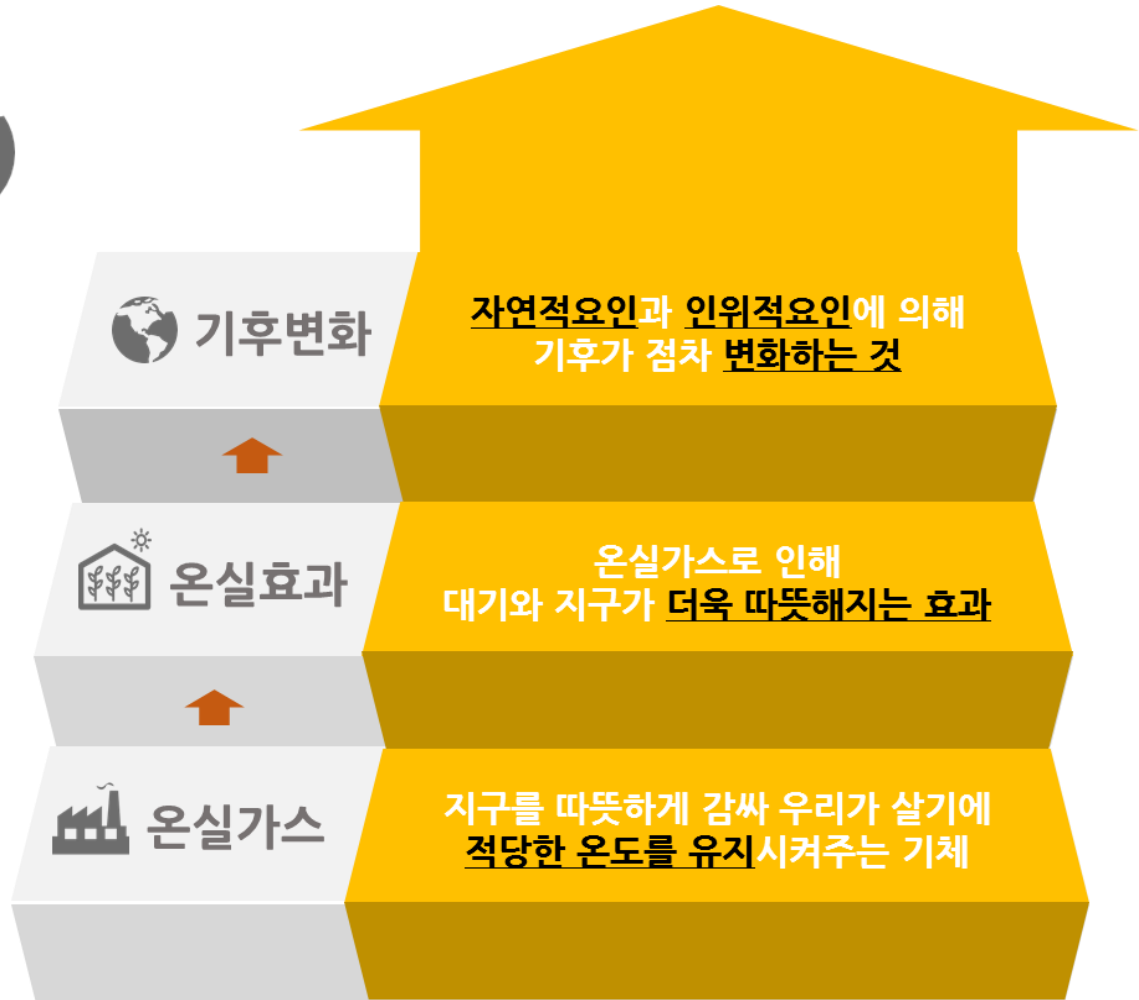 기후변화
자연적요인과 인위적요인에 의해
기후가 점차 변화하는 것
온실효과
온실가스로 인해
대기와 지구가 더욱 따뜻해지는 효과
온실가스
지구를 따뜻하게 감싸 우리가 살기에
적당한 온도를 유지시켜주는 기체